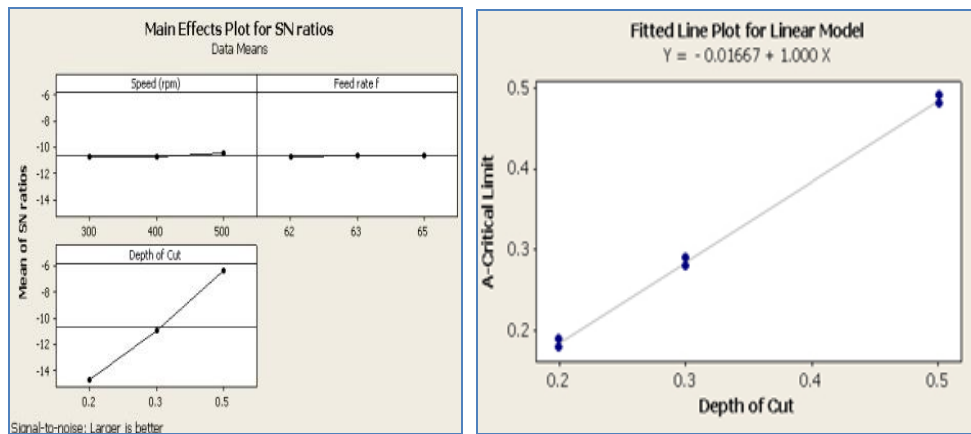 Main Effects Plot for SN ratios
Data Means
Speed (rpm) Feed rate f
-6
-8
-10
-12
-14
300 400 500 62 63 65
Depth of Cut
-6
-8
-10
-12
-14
0.2 0.3 0.5
Mean of SN ratios
Signal-to-noise: Larger is better
Fitted Line Plot for Linear Model
Y = - 0.01667 + 1.000 X
0.5
0.4
0.3
0.2
A-Critical Limit
0.2 0.3 0.4 0.5
Depth of Cut